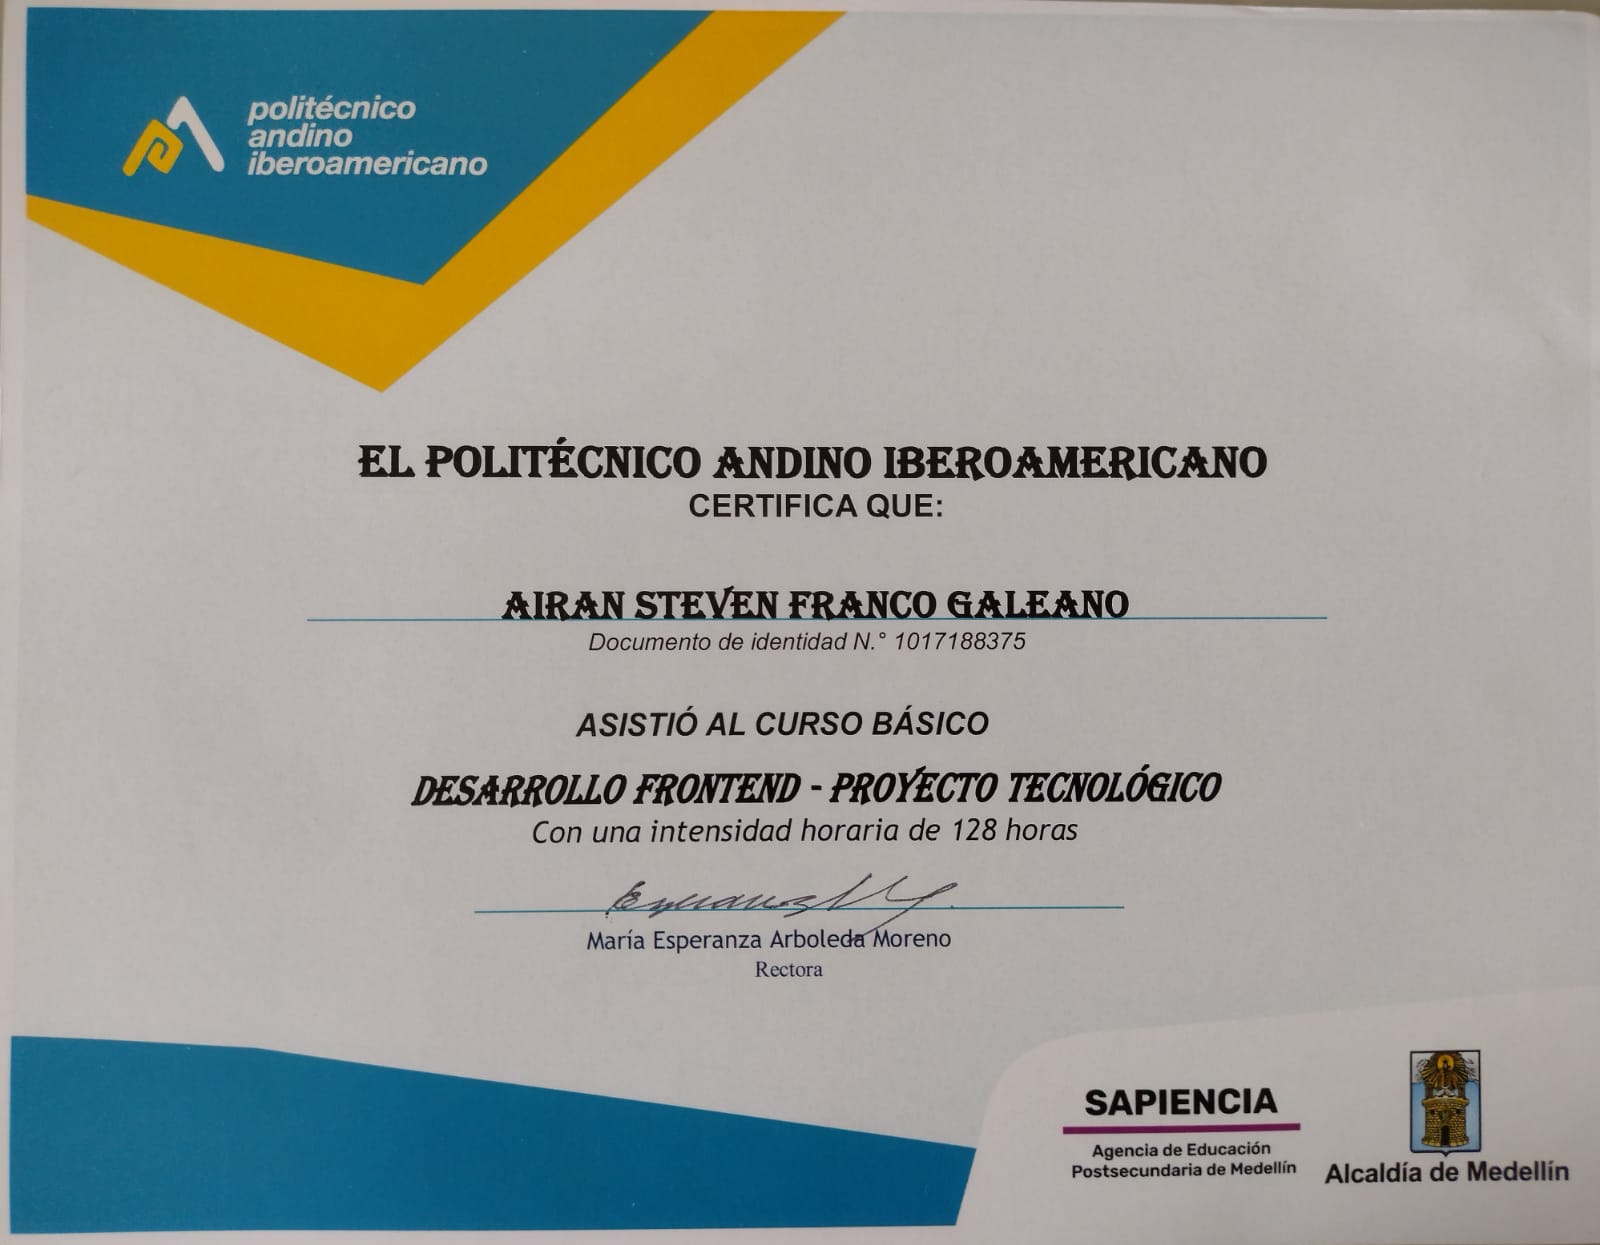 politécnico
andino
iberoamericano
EL POLITÉCNICO ANDINO IBEROAMERICANO
CERTIFICA QUE:
AIRAN STEVEN FRANCO GALEANO
Documento de identidad N.° 1017188375
ASISTIÓ AL CURSO BÁSICO
DESARROLLO FRONTEND - PROYECTO TECNOLÓGICO
Con una intensidad horaria de 128 horas
María Esperanza Arboleda Moreno
Rectora
SAPIENCIA
Agencia de Educación
Postsecundaria de Medellín
Alcaldía de Medellín